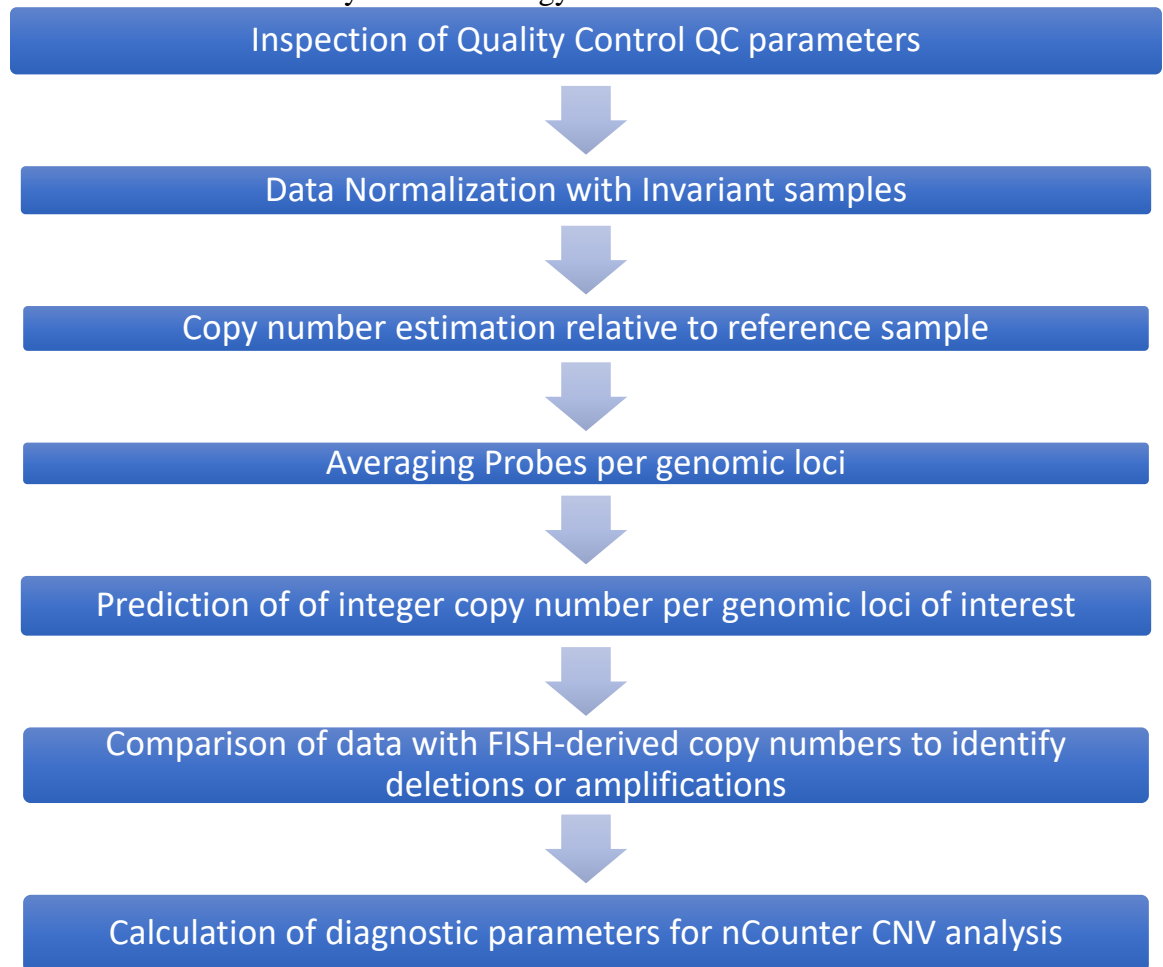 Inspection of Quality Control QC parameters
Data Normalization with Invariant samples
Copy number estimation relative to reference sample
Averaging Probes per genomic loci
Prediction of of integer copy number per genomic loci of interest
Comparison of data with FISH-derived copy numbers to identify
deletions or amplifications
Calculation of diagnostic parameters for nCounter CNV analysis